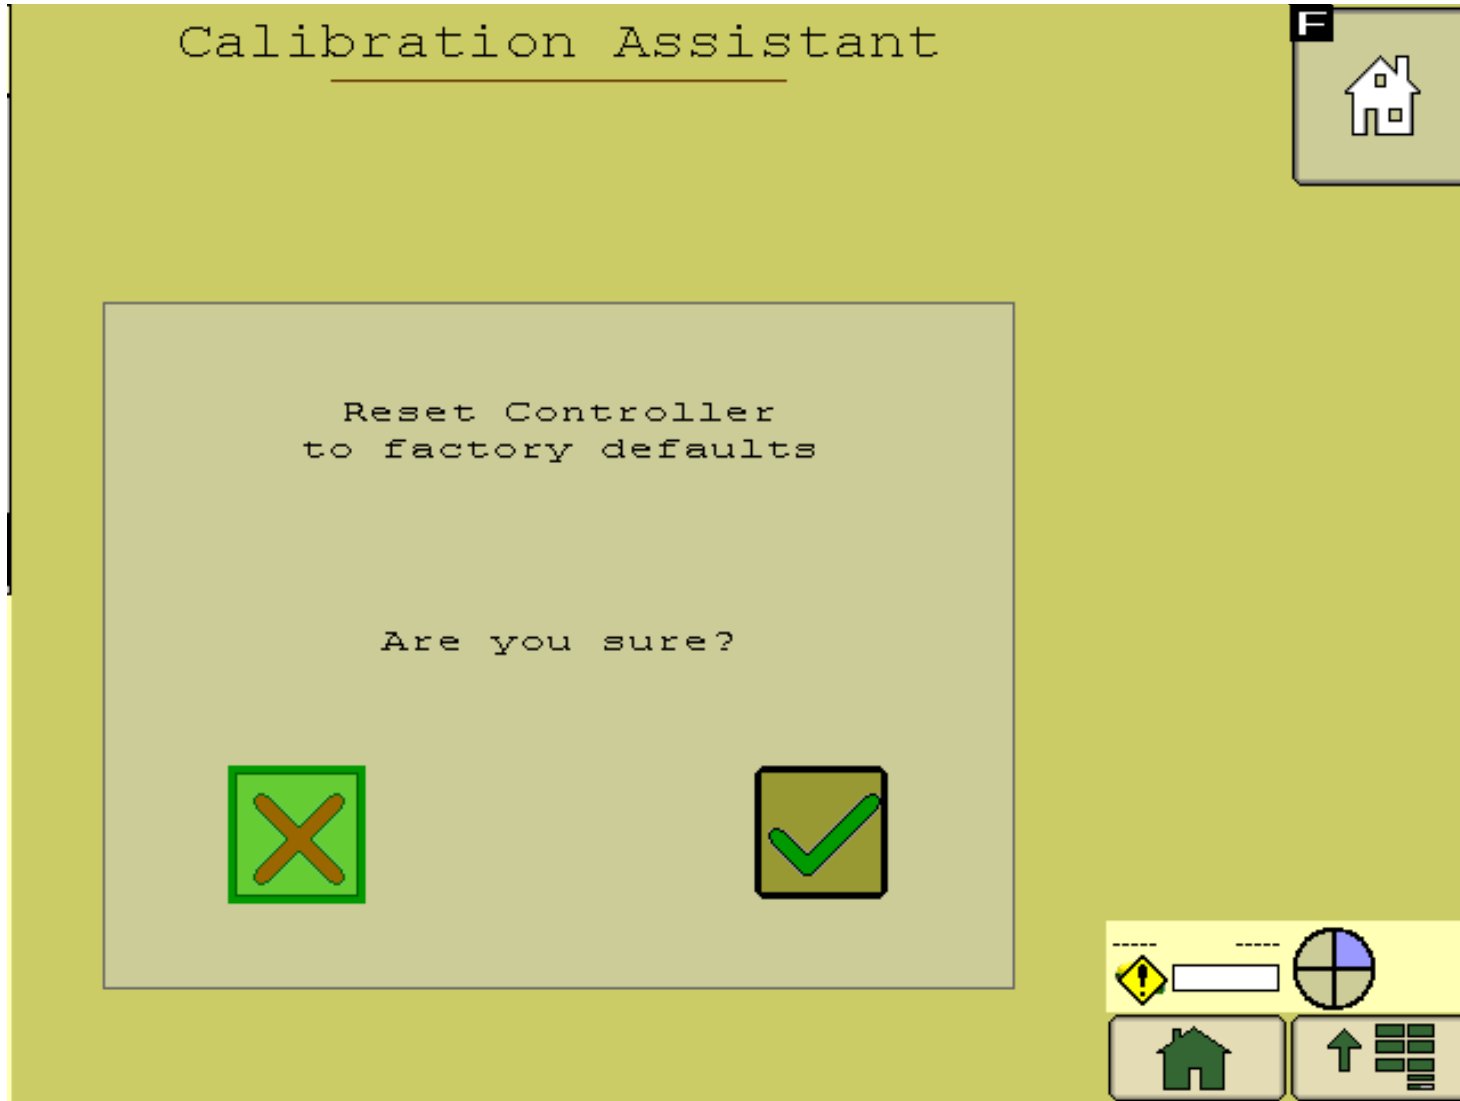 Calibration Assistant
F
Reset Controller
to factory defaults
Are you sure?
-----
-----
!